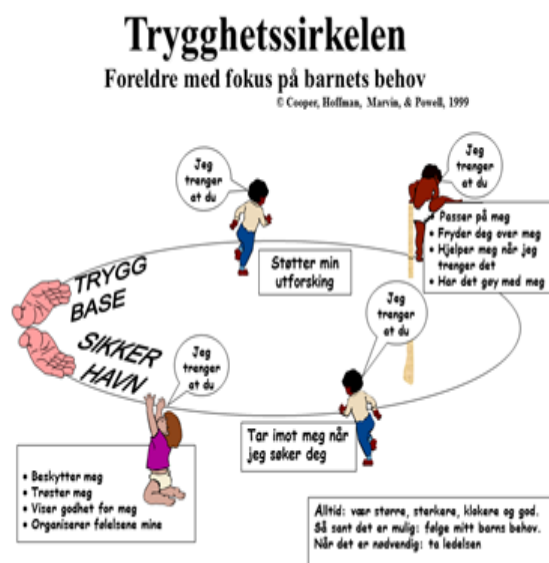 Trygghetssirkelen
Foreldre med fokus på barnets behov
© Cooper, Hoffman, Marvin, & Powell, 1999
Jeg
trenger
at du
Støtter min
utforsking
Jeg
trenger
at du
• Passer på meg
• Fryder deg over meg
• Hjelper meg når jeg
trenger det
• Har det gøy med meg
TRYGG
BASE
SIKKER
HAVN
Jeg
trenger
at du
Tar imot meg når
jeg søker deg
Jeg
trenger
at du
• Beskytter meg
• Trøster meg
• Viser godhet for meg
• Organiserer følelsene mine
Alltid: vær større, sterkere, klokere og god.
Så sant det er mulig: følge mitt barns behov.
Når det er nødvendig: ta ledelsen